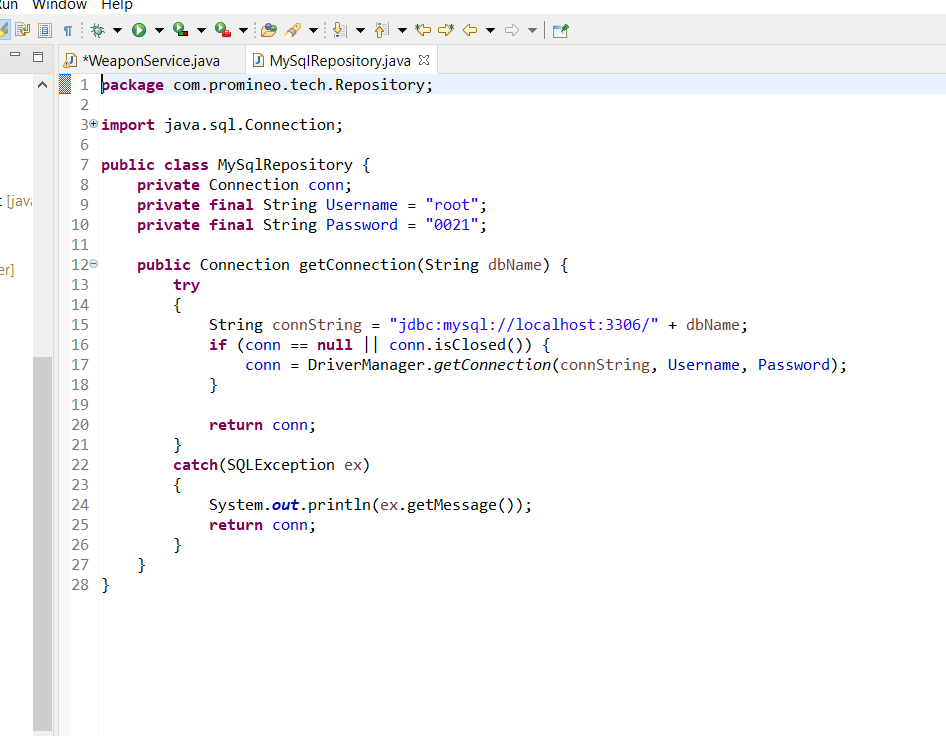 Run Window Help
*WeaponService.java MySqlRepository.java
1 package com.promineo.tech.Repository;
2
3 import java.sql.Connection;
6
7 public class MySqlRepository {
8 private Connection conn;
9 private final String Username = "root";
10 private final String Password = "0021";
11
12 public Connection getConnection(String dbName) {
13 try
14 {
15 String connString = "jdbc:mysql://localhost:3306/" + dbName;
16 if (conn == null || conn.isClosed()) {
17 conn = DriverManager.getConnection(connString, Username, Password);
18 }
19
20 return conn;
21 }
22 catch(SQLException ex)
23 {
24 System.out.println(ex.getMessage());
25 return conn;
26 }
27 }
28 }